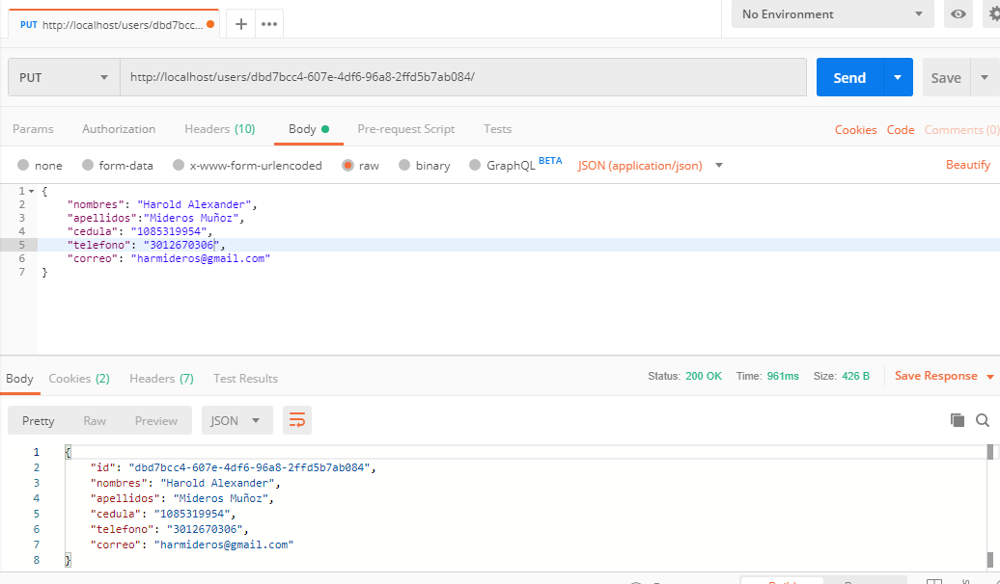 PUT http://localhost/users/dbd7bcc...
No Environment
PUT http://localhost/users/dbd7bcc4-607e-4df6-96a8-2ffd5b7ab084/ Send Save
Params Authorization Headers (10) Body Pre-request Script Tests Cookies Code Comments (0)
none form-data x-www-form-urlencoded raw binary GraphQL BETA JSON (application/json) Beautify
1 {
2 "nombres": "Harold Alexander",
3 "apellidos":"Mideros Muñoz",
4 "cedula": "1085319954",
5 "telefono": "3012670306",
6 "correo": "harmideros@gmail.com"
7 }
Body Cookies (2) Headers (7) Test Results Status: 200 OK Time: 961ms Size: 426 B Save Response
Pretty Raw Preview JSON
1 {
2 "id": "dbd7bcc4-607e-4df6-96a8-2ffd5b7ab084",
3 "nombres": "Harold Alexander",
4 "apellidos": "Mideros Muñoz",
5 "cedula": "1085319954",
6 "telefono": "3012670306",
7 "correo": "harmideros@gmail.com"
8 }